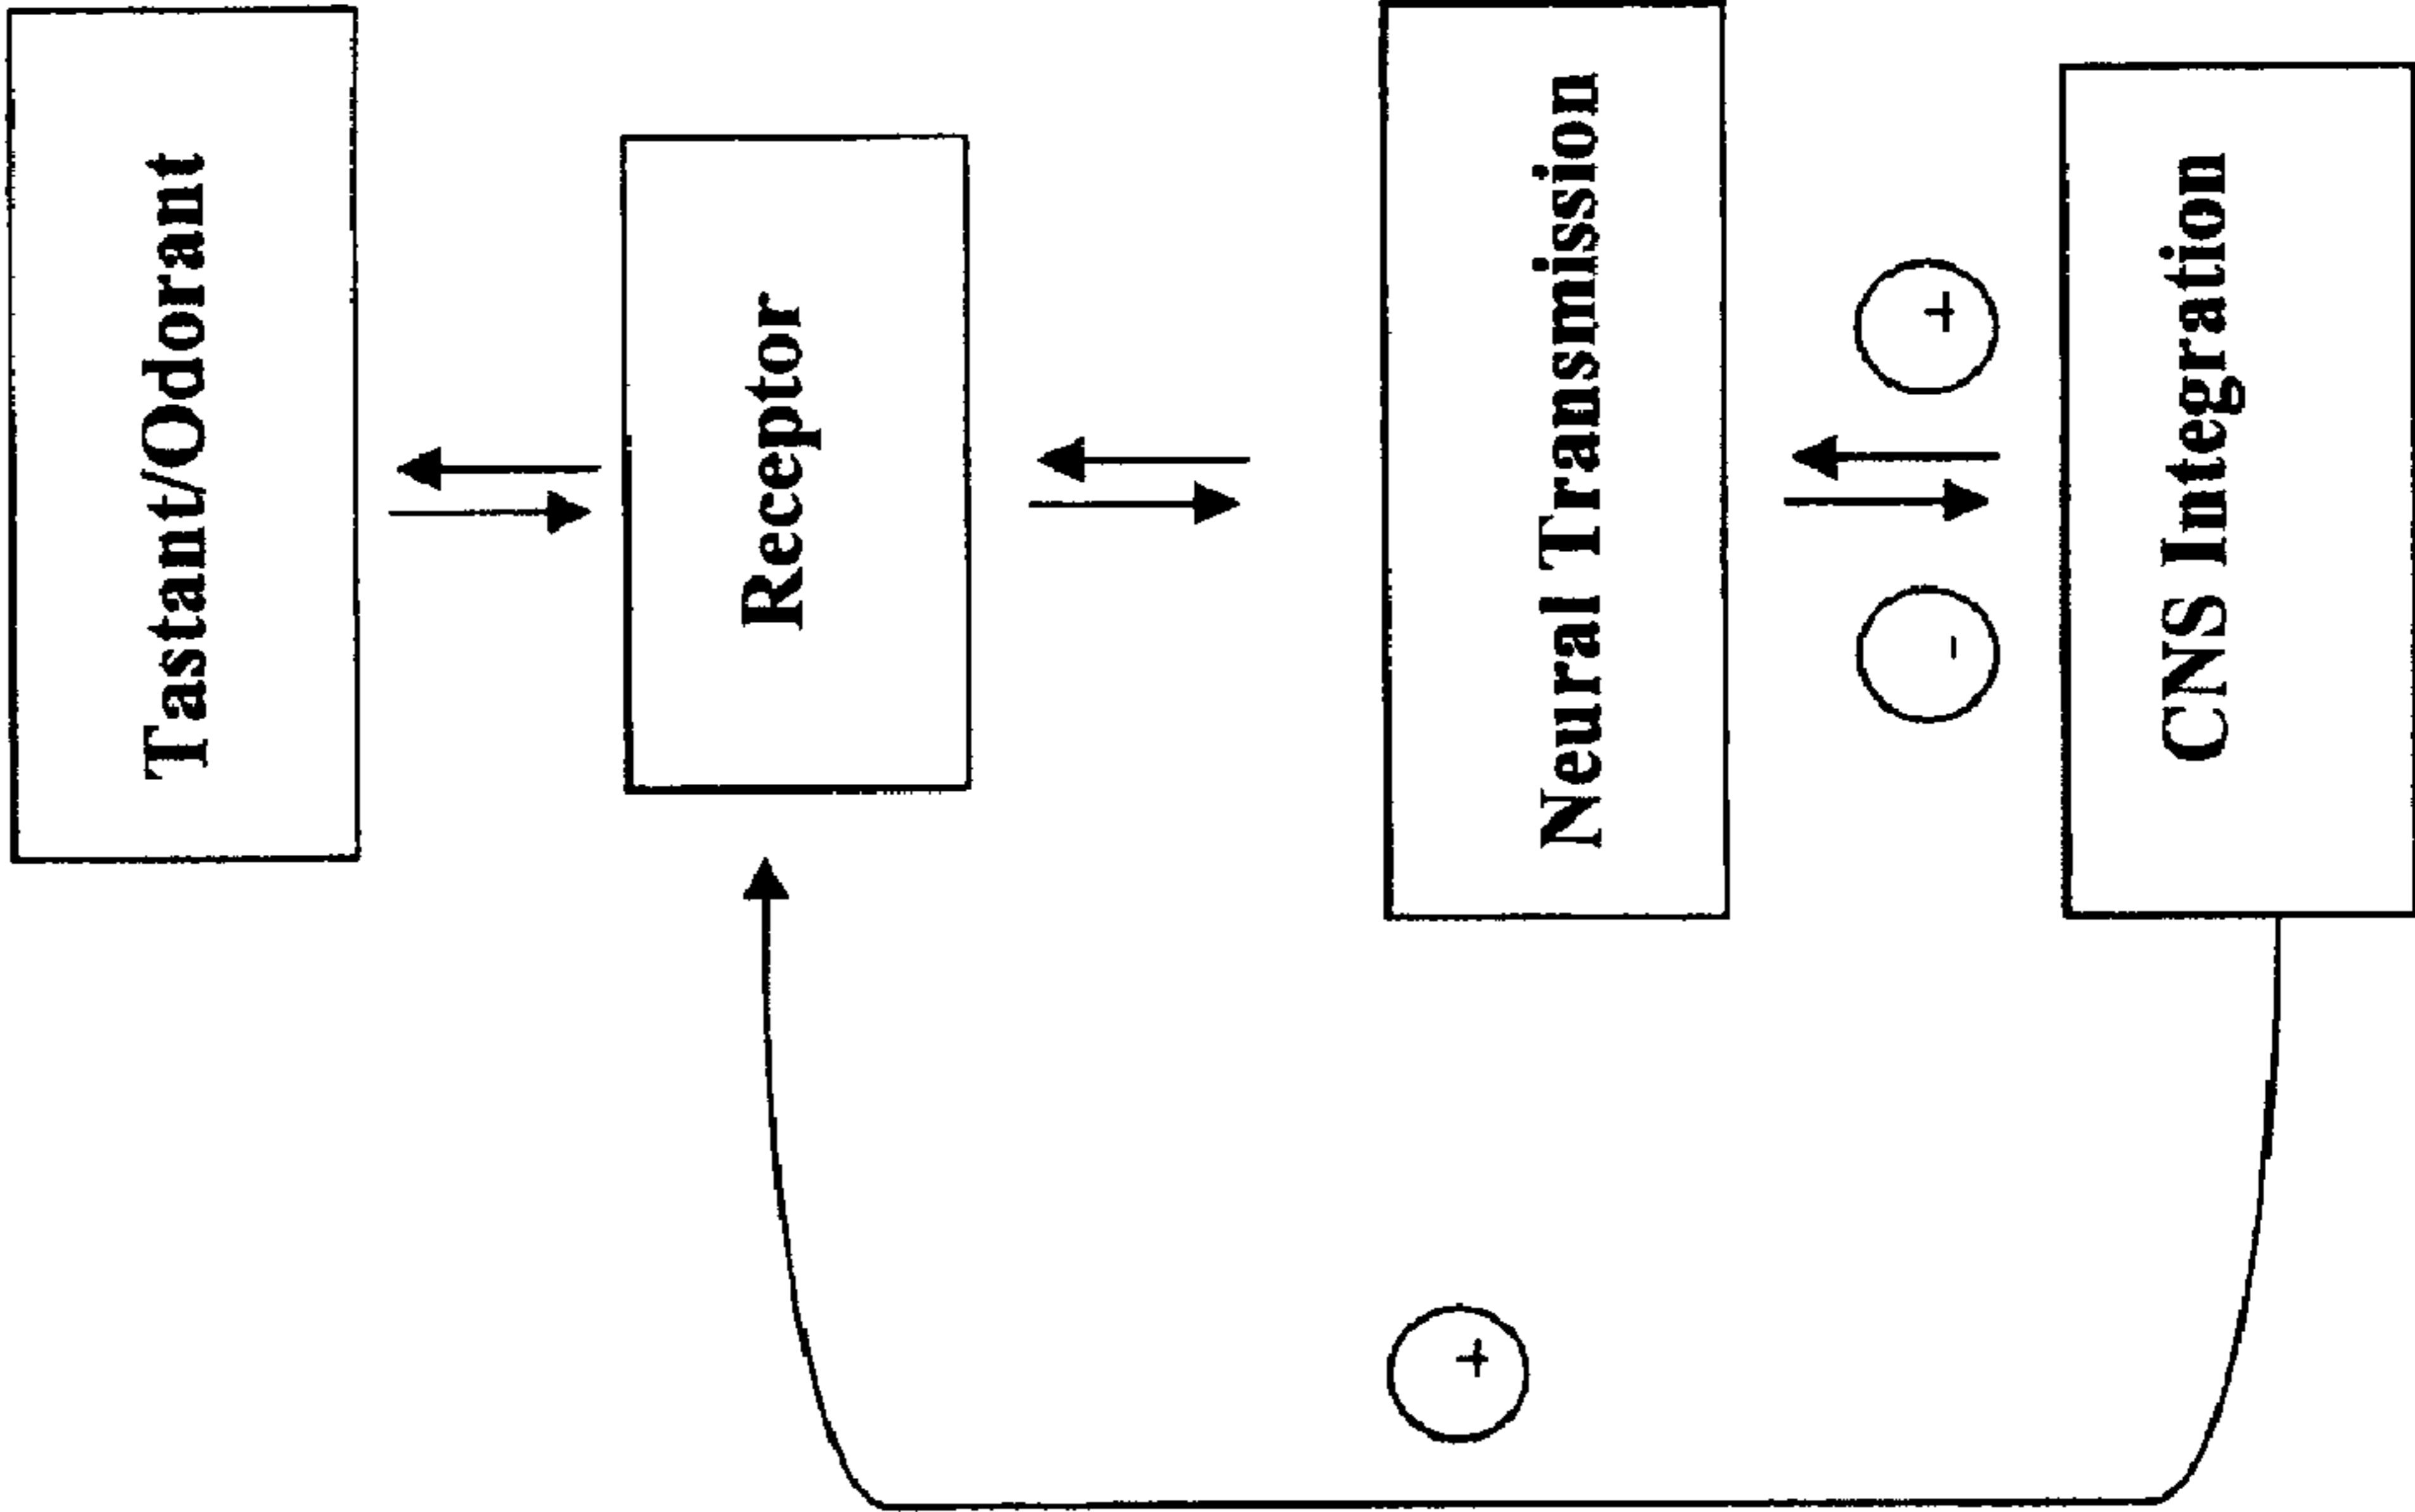 Tastant/Odorant
Receptor
Neural Transmission
- +
CNS Integration
+